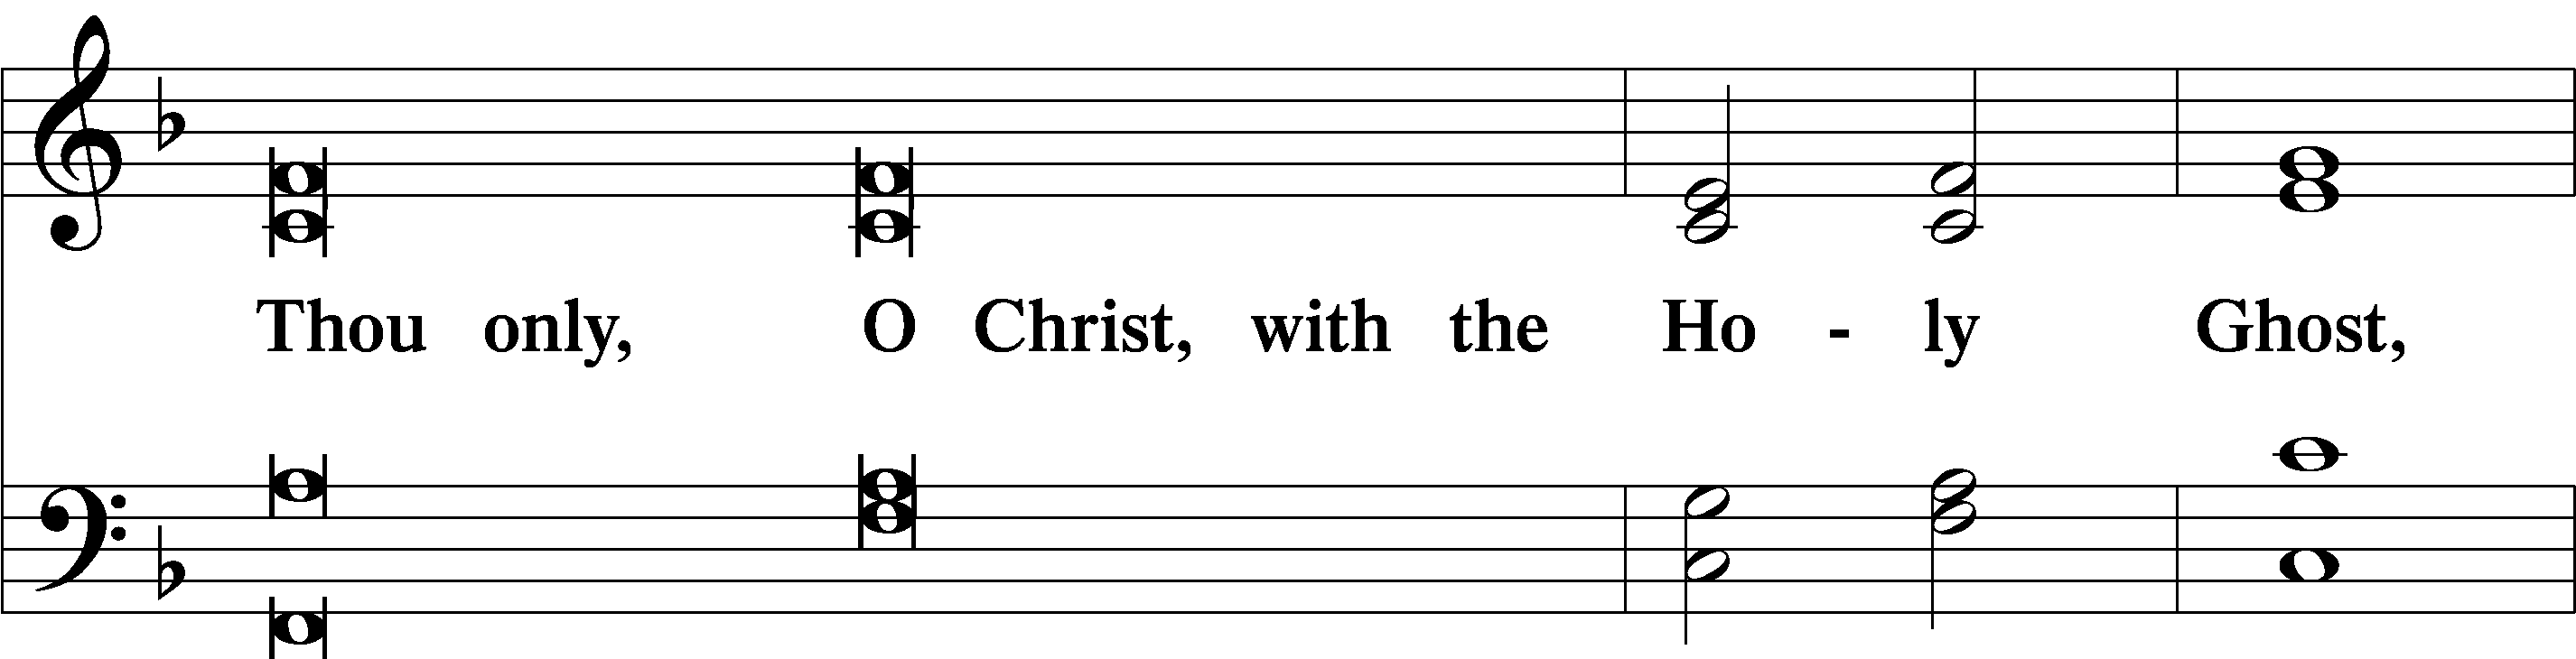 Thou only, O Christ, with the Ho - ly Ghost,